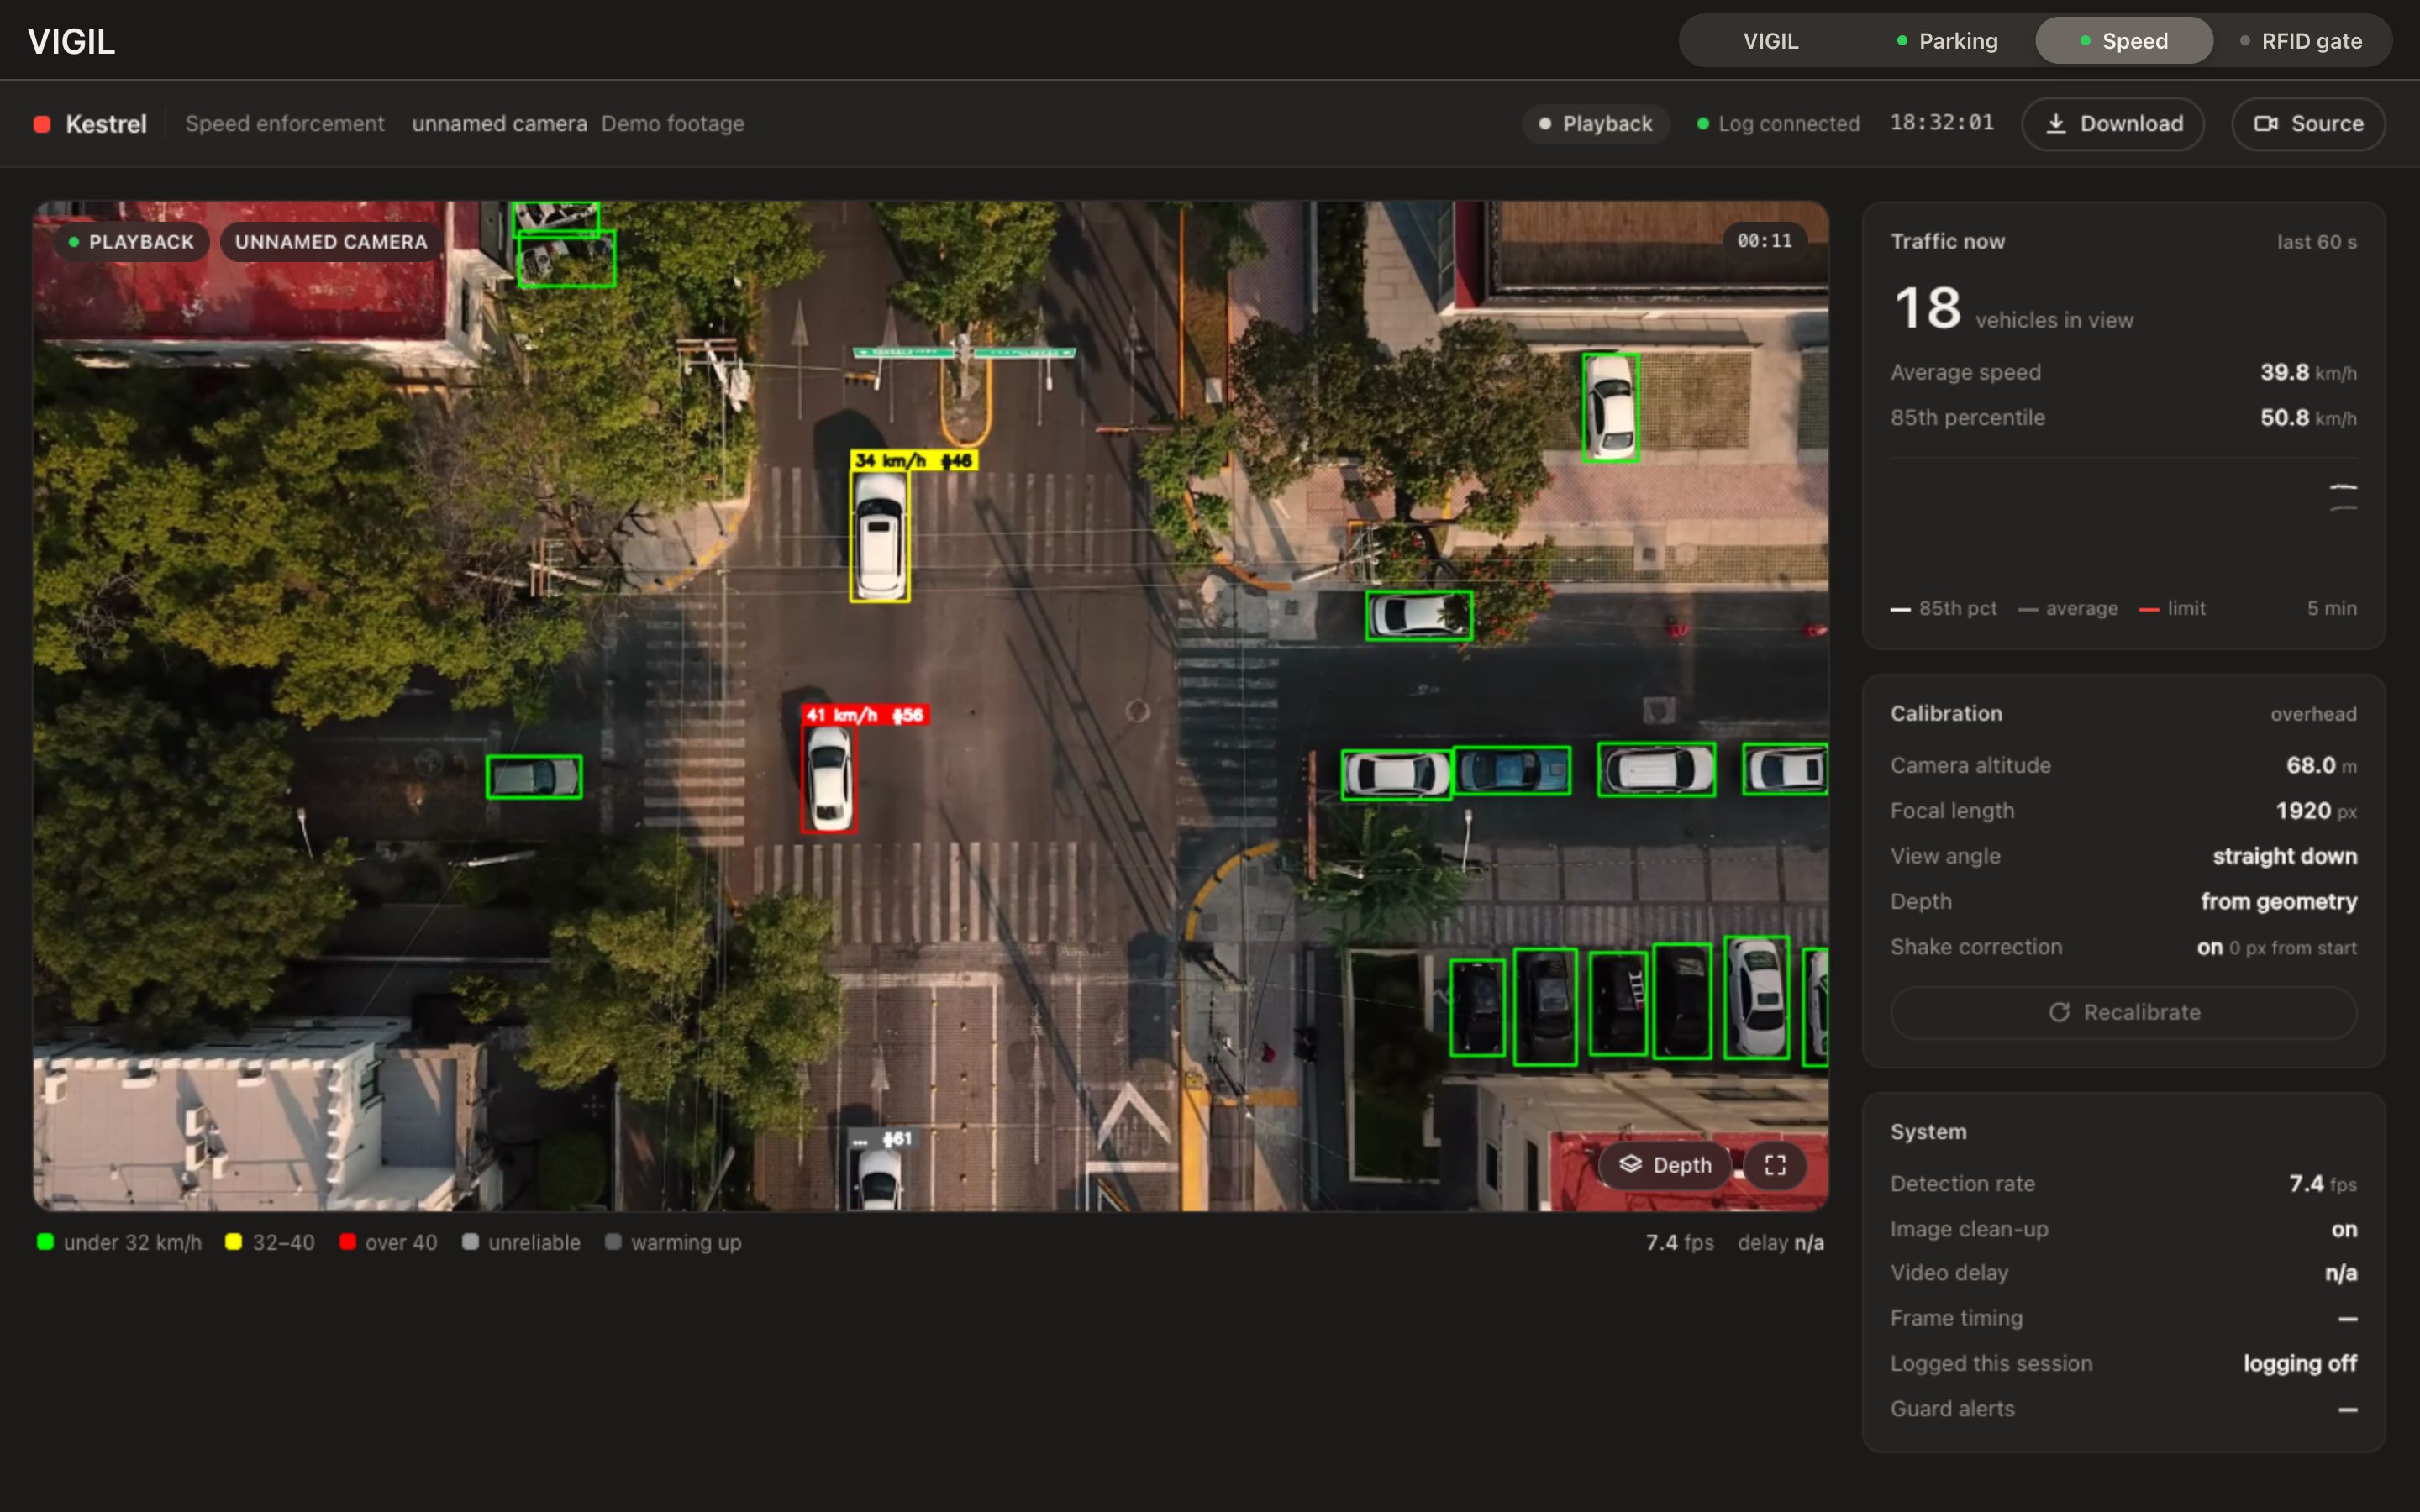 VIGIL
VIGIL Parking Speed RFID gate
Kestrel Speed enforcement unnamed camera Demo footage
Playback Log connected 18:32:01 Download Source
PLAYBACK UNNAMED CAMERA
00:11
34 km/h #46
41 km/h #56
... #61
Depth
under 32 km/h 32–40 over 40 unreliable warming up
7.4 fps delay n/a
Traffic now last 60 s
18 vehicles in view
Average speed 39.8 km/h
85th percentile 50.8 km/h
85th pct average limit 5 min
Calibration overhead
Camera altitude 68.0 m
Focal length 1920 px
View angle straight down
Depth from geometry
Shake correction on 0 px from start
Recalibrate
System
Detection rate 7.4 fps
Image clean-up on
Video delay n/a
Frame timing —
Logged this session logging off
Guard alerts —